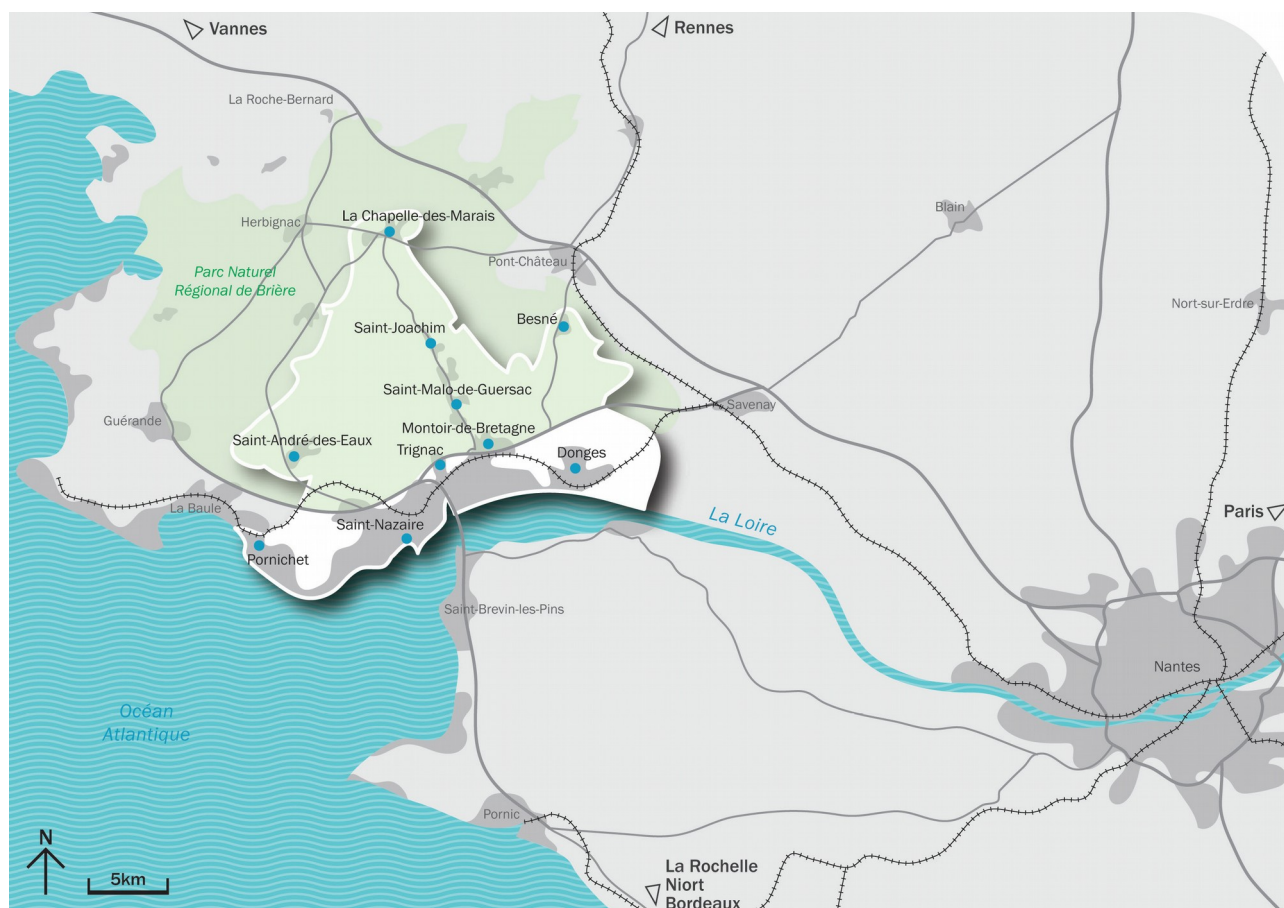 Vannes
Rennes
La Roche-Bernard
Herbignac
La Chapelle-des-Marais
Blain
Pont-Château
Parc Naturel
Régional de Brière
Nort-sur-Erdre
Besné
Saint-Joachim
Saint-Malo-de-Guersac
Savenay
Guérande
Saint-André-des-Eaux
Montoir-de-Bretagne
Trignac
Donges
La Baule
Saint-Nazaire
La Loire
Paris
Pornichet
Saint-Brevin-les-Pins
Nantes
Océan
Atlantique
Pornic
N
5km
La Rochelle
Niort
Bordeaux